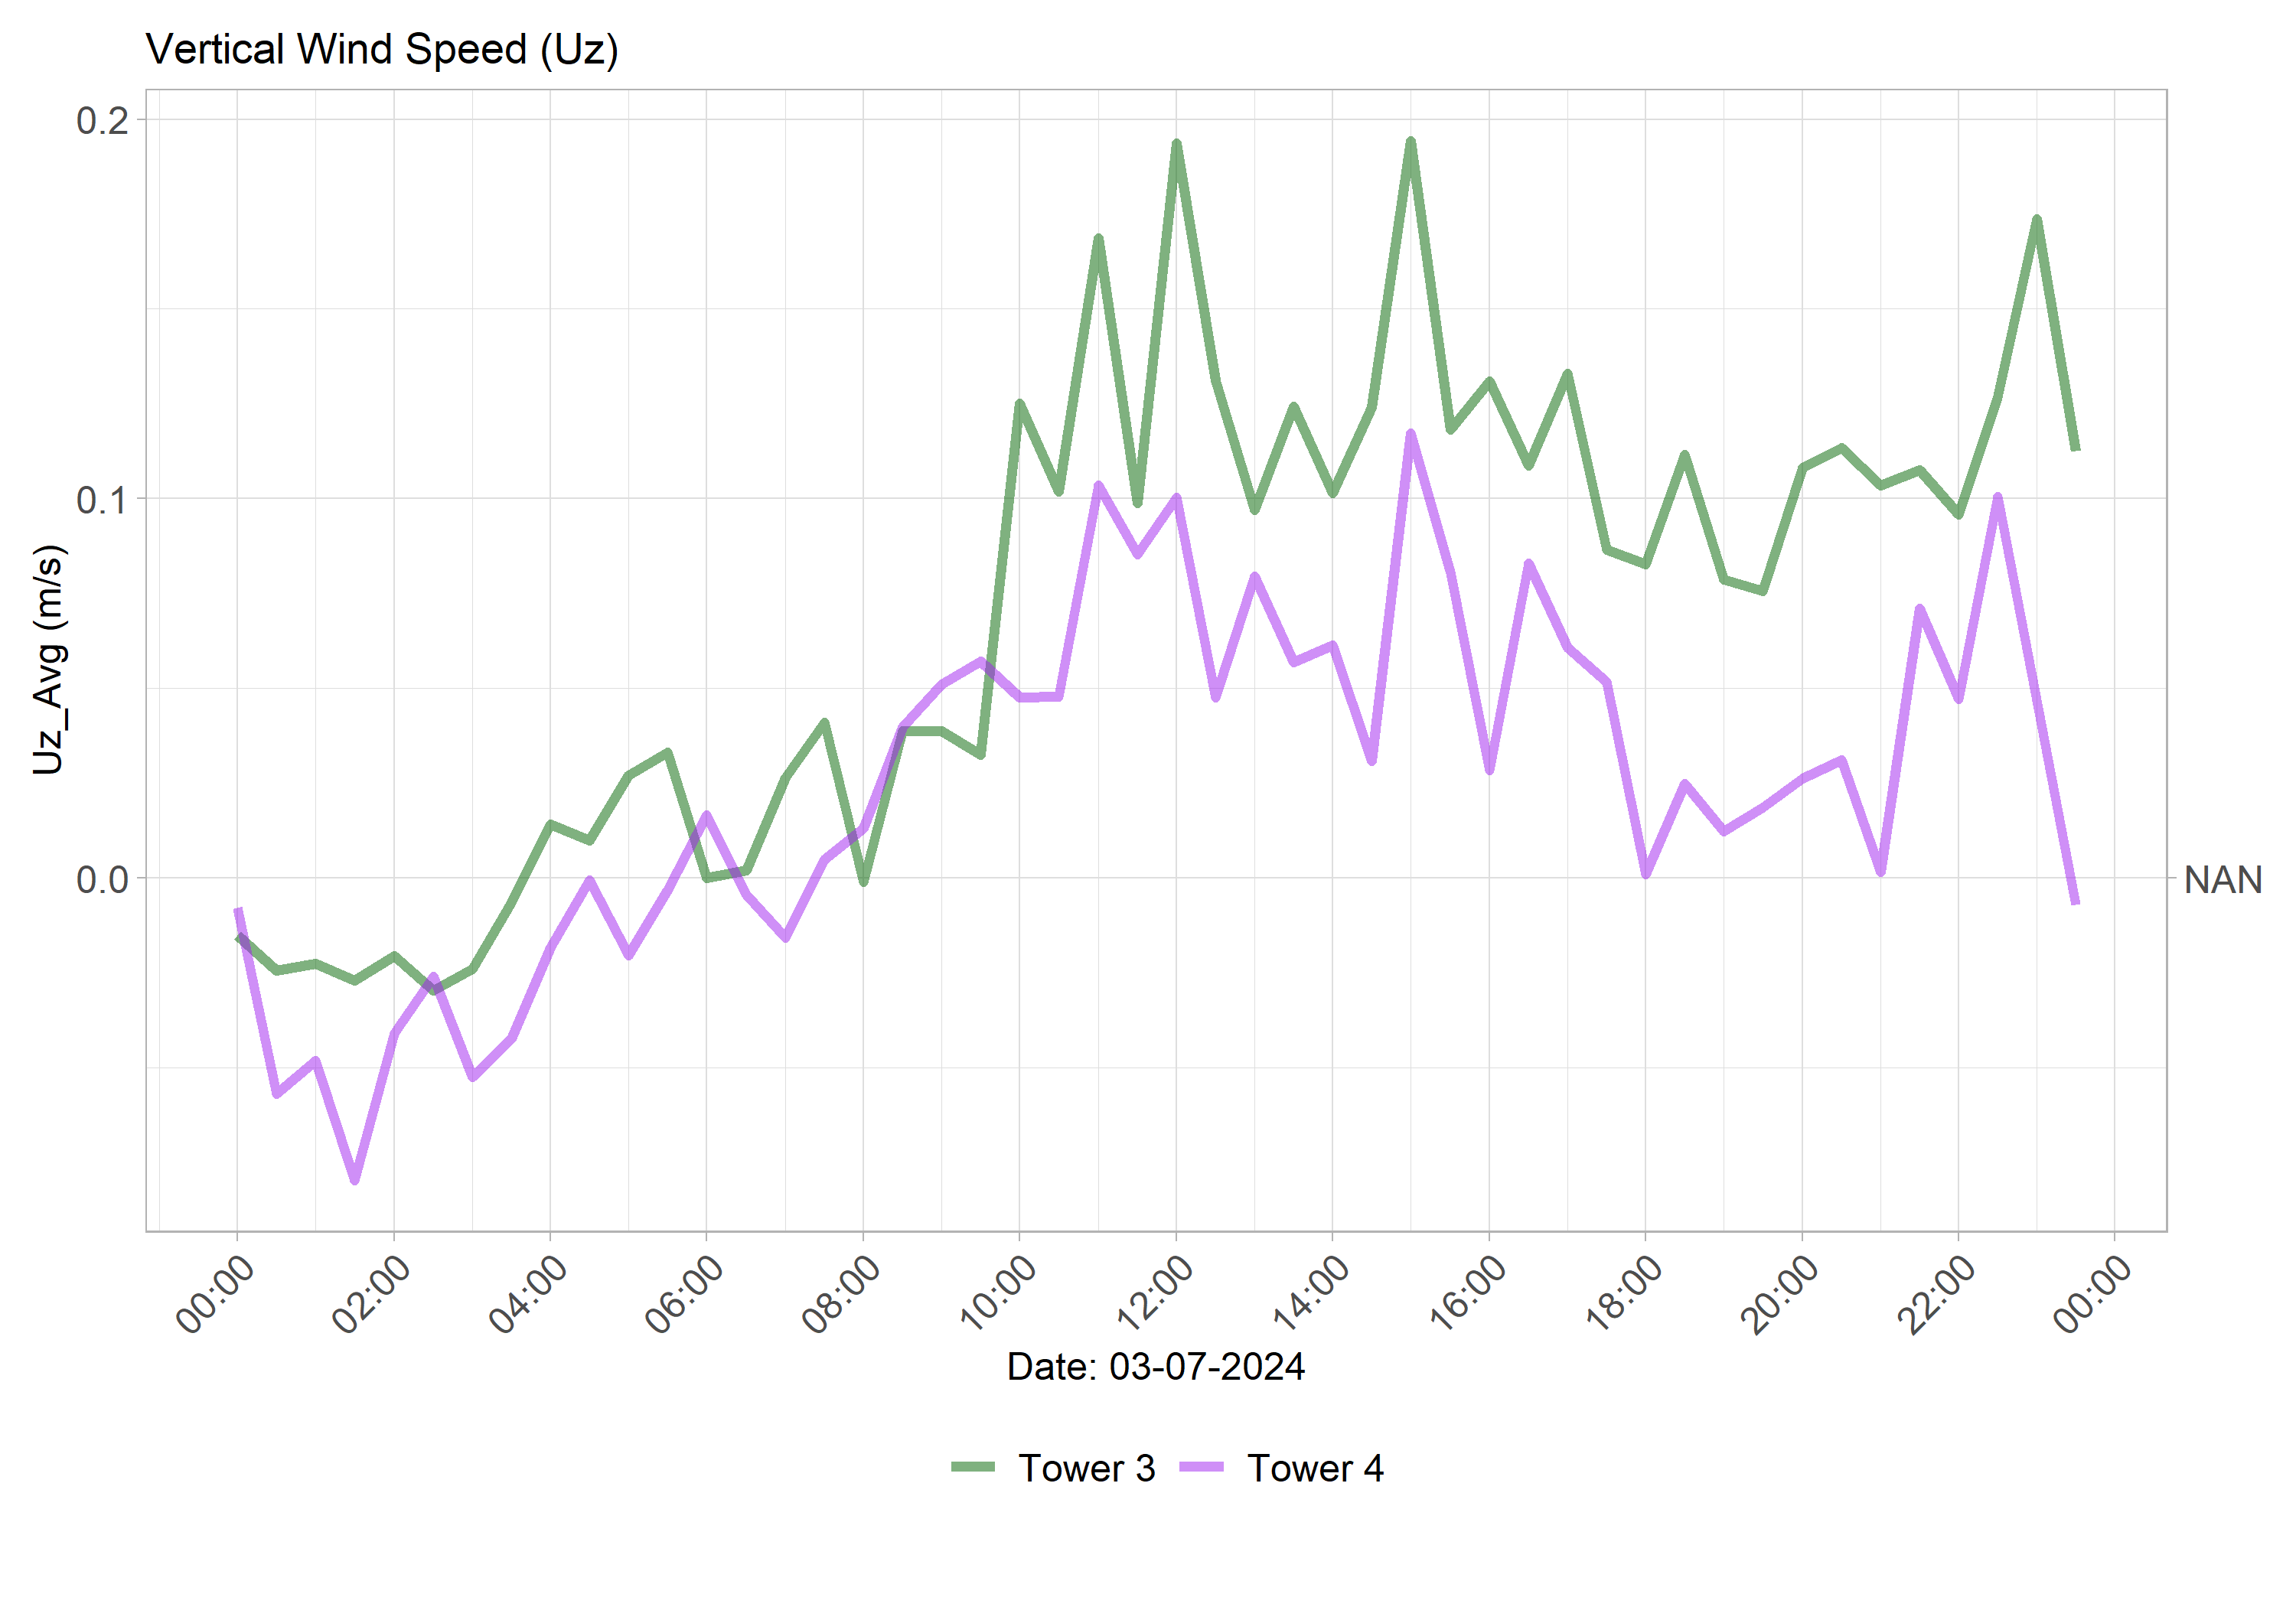 Vertical Wind Speed (Uz)
0.2
0.1
0.0
Uz_Avg (m/s)
NAN
00:00 02:00 04:00 06:00 08:00 10:00 12:00 14:00 16:00 18:00 20:00 22:00 00:00
Date: 03-07-2024
Tower 3 Tower 4